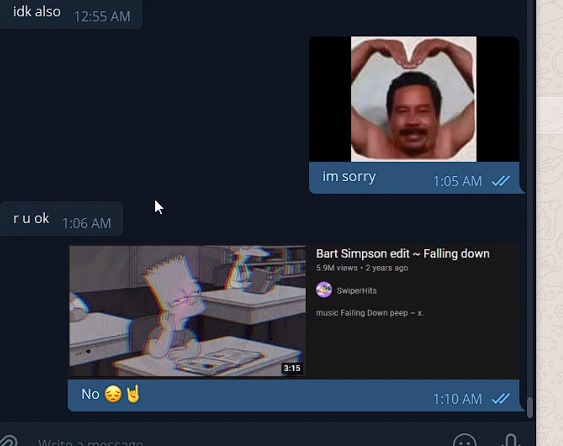 idk also 12:55 AM
im sorry 1:05 AM
r u ok 1:06 AM
Bart Simpson edit ~ Falling down
5.9M views • 2 years ago
SwiperHits
music Falling Down peep ~ x.
3:15
No 😔🤘 1:10 AM
Write a message...